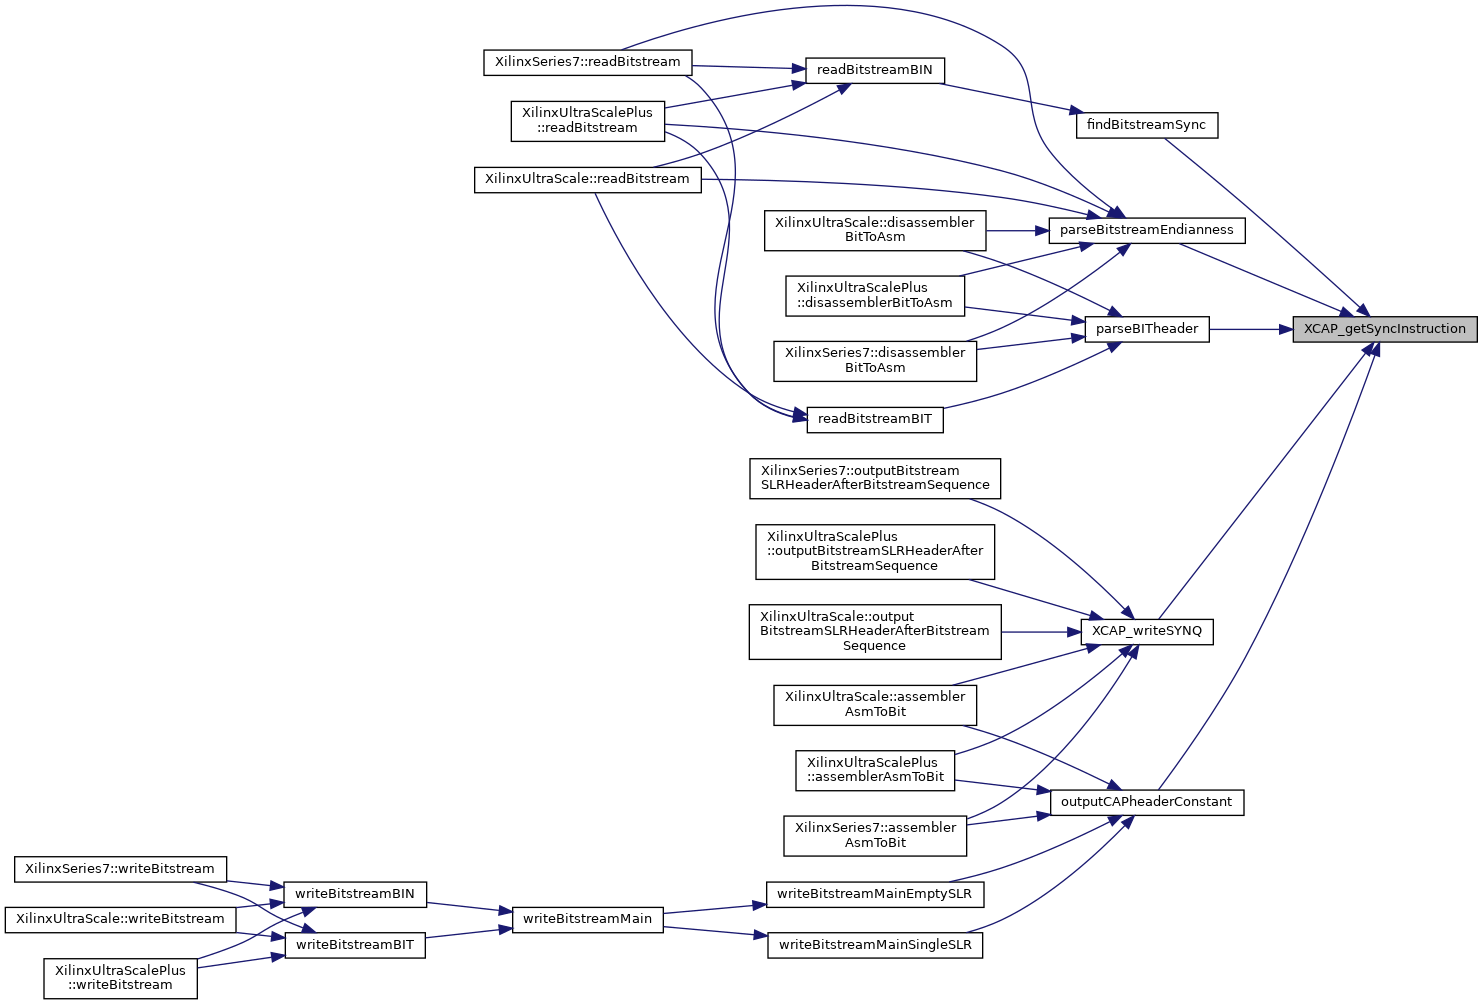 XilinxSeries7::readBitstream
readBitstreamBIN
XilinxUltraScalePlus
::readBitstream
findBitstreamSync
XilinxUltraScale::readBitstream
XilinxUltraScale::disassembler
BitToAsm
parseBitstreamEndianness
XilinxUltraScalePlus
::disassemblerBitToAsm
parseBITheader
XCAP_getSyncInstruction
XilinxSeries7::disassembler
BitToAsm
readBitstreamBIT
XilinxSeries7::outputBitstream
SLRHeaderAfterBitstreamSequence
XilinxUltraScalePlus
::outputBitstreamSLRHeaderAfter
BitstreamSequence
XilinxUltraScale::output
BitstreamSLRHeaderAfterBitstream
Sequence
XCAP_writeSYNQ
XilinxUltraScale::assembler
AsmToBit
XilinxUltraScalePlus
::assemblerAsmToBit
outputCAPheaderConstant
XilinxSeries7::assembler
AsmToBit
XilinxSeries7::writeBitstream
writeBitstreamBIN
writeBitstreamMainEmptySLR
XilinxUltraScale::writeBitstream
writeBitstreamMain
writeBitstreamBIT
writeBitstreamMainSingleSLR
XilinxUltraScalePlus
::writeBitstream